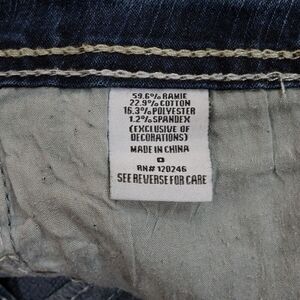 59.6% RAMIE
22.9% COTTON
16.3% POLYESTER
1.2% SPANDEX
(EXCLUSIVE OF
DECORATIONS)
MADE IN CHINA
RN# 120246
SEE REVERSE FOR CARE